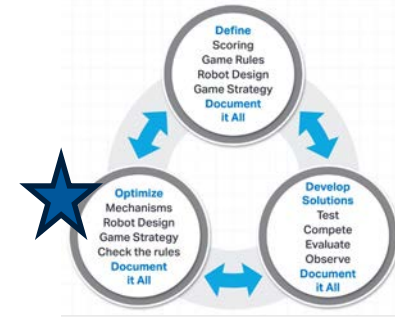 Define
Scoring
Game Rules
Robot Design
Game Strategy
Document
it All
Optimize
Mechanisms
Robot Design
Game Strategy
Check the rules
Document
it All
Develop
Solutions
Test
Compete
Evaluate
Observe
Document
it All